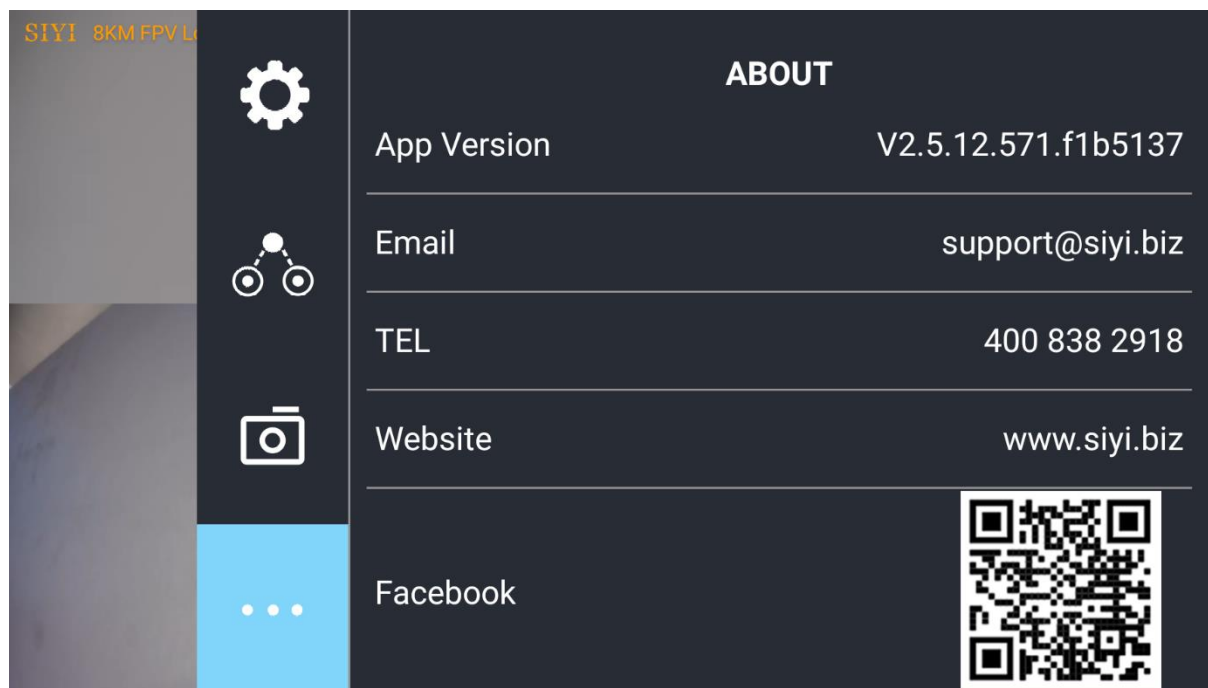 SIYI 8KM FPV
ABOUT
App Version V2.5.12.571.f1b5137
Email support@siyi.biz
TEL 400 838 2918
Website www.siyi.biz
Facebook